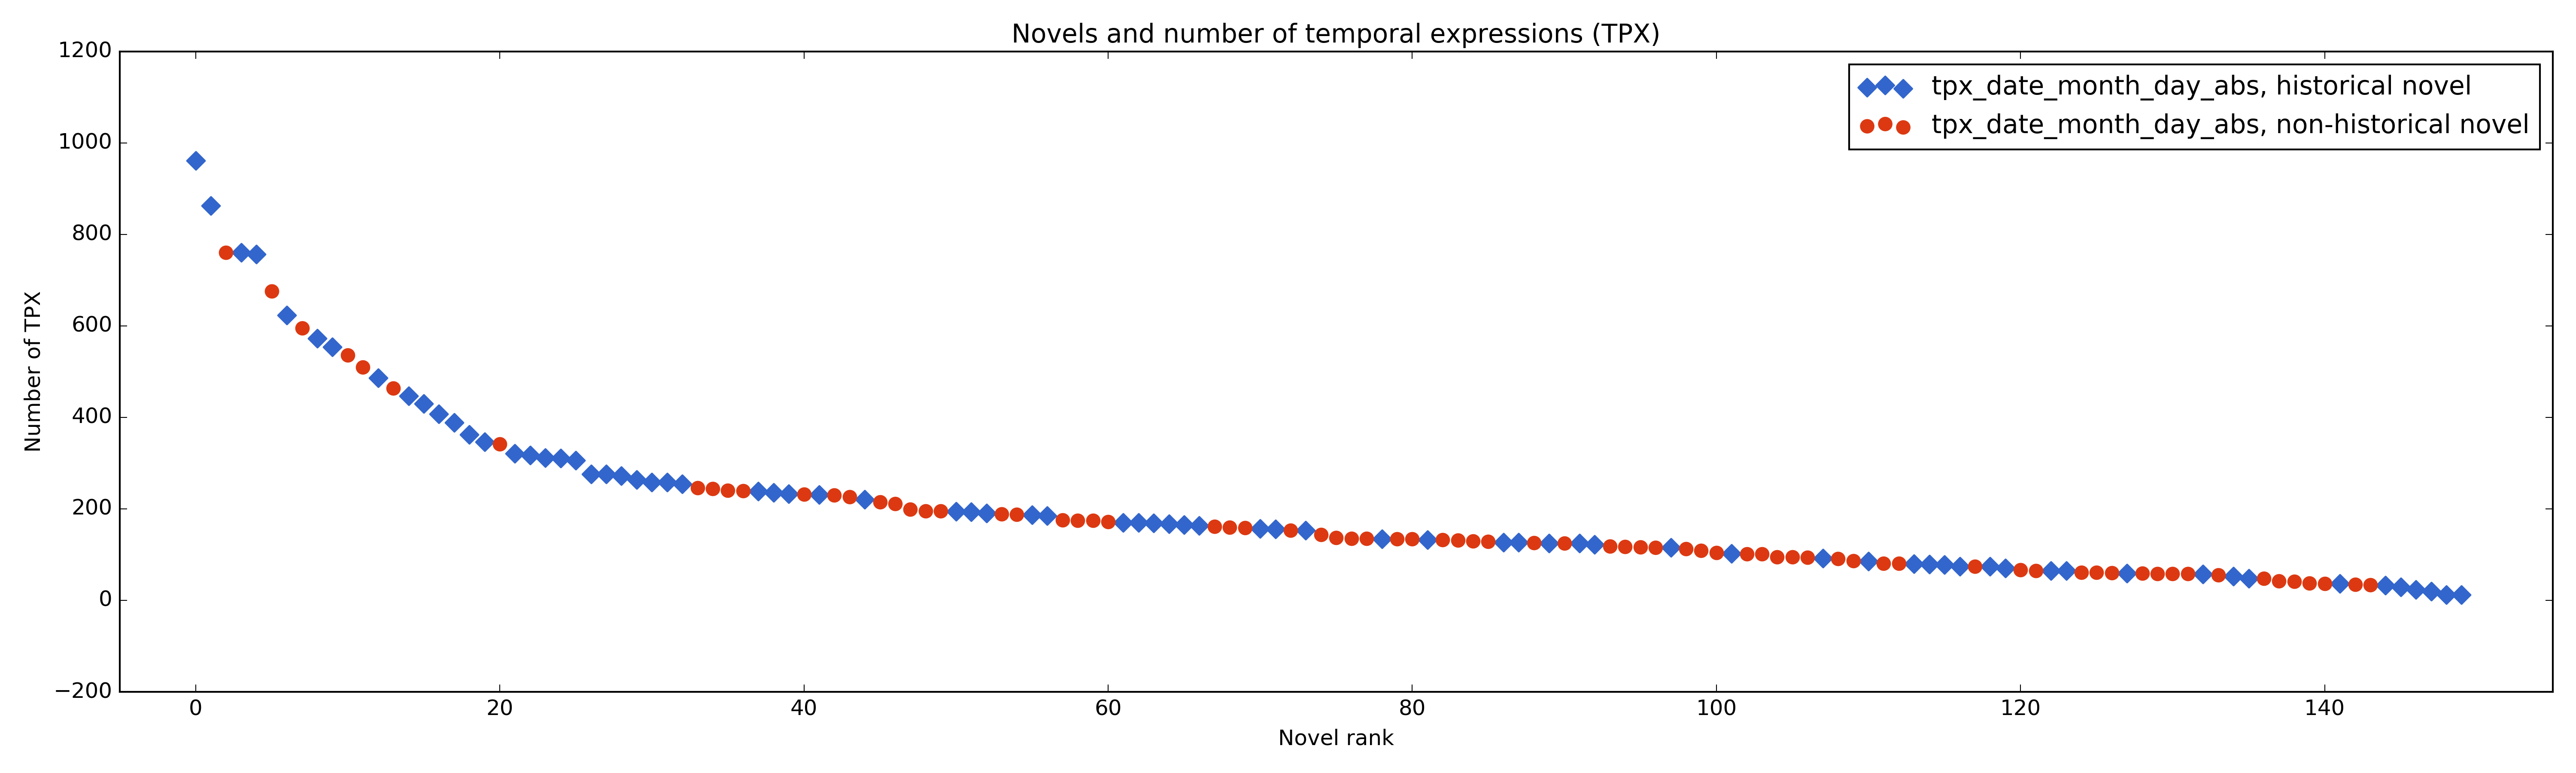 Novels and number of temporal expressions (TPX)
1200
1000
800
600
400
200
0
−200
Number of TPX
tpx_date_month_day_abs, historical novel
tpx_date_month_day_abs, non-historical novel
0 20 40 60 80 100 120 140
Novel rank